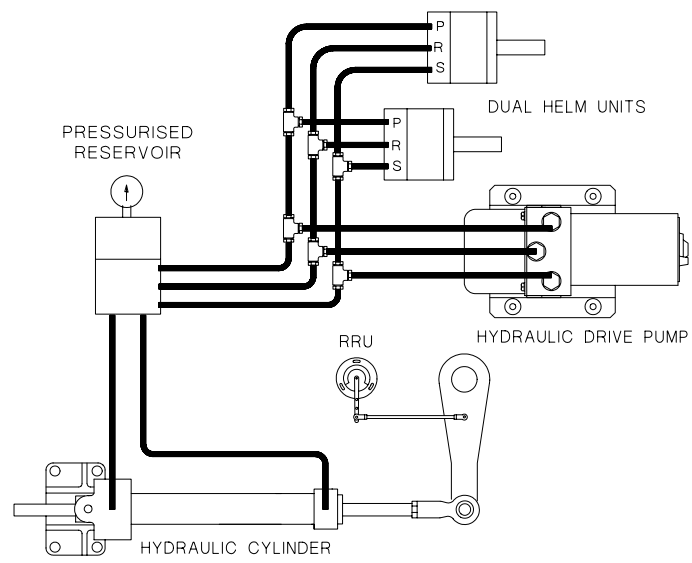 P
R
S
DUAL HELM UNITS
P
R
S
PRESSURISED
RESERVOIR
HYDRAULIC DRIVE PUMP
RRU
HYDRAULIC CYLINDER